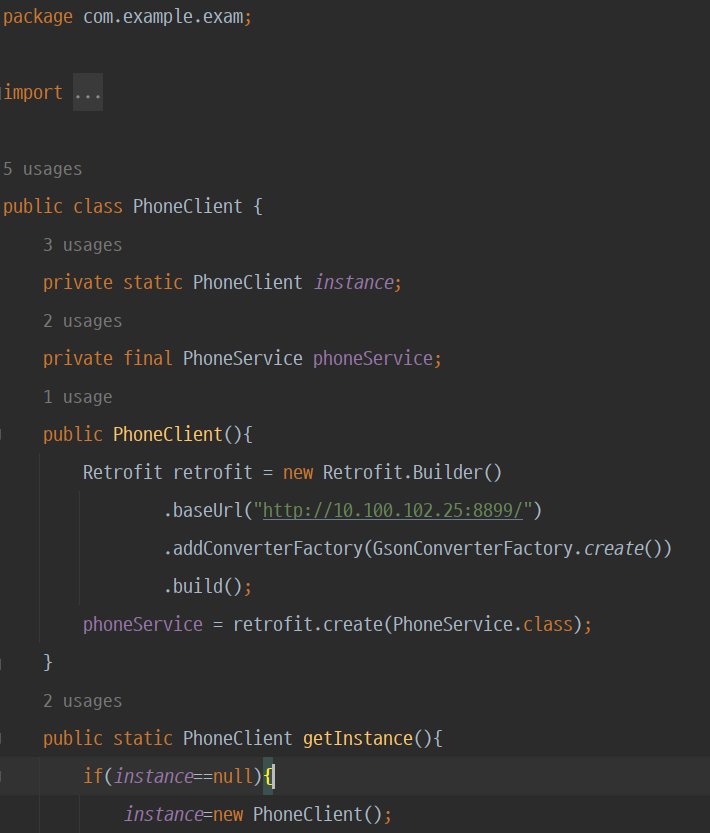 package com.example.exam;
import ...
5 usages
public class PhoneClient {
3 usages
private static PhoneClient instance;
2 usages
private final PhoneService phoneService;
1 usage
public PhoneClient(){
Retrofit retrofit = new Retrofit.Builder()
.baseUrl("http://10.100.102.25:8899/")
.addConverterFactory(GsonConverterFactory.create())
.build();
phoneService = retrofit.create(PhoneService.class);
}
2 usages
public static PhoneClient getInstance(){
if(instance==null){
instance=new PhoneClient();